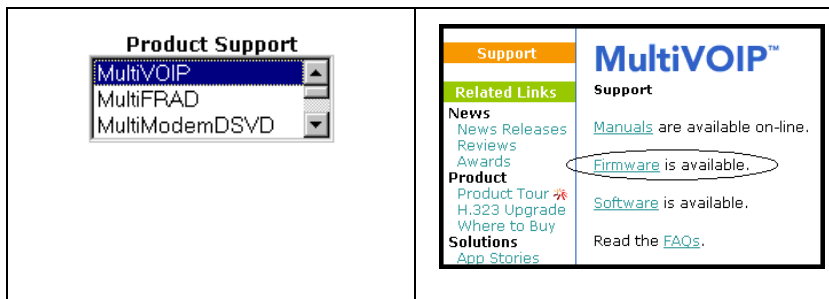 Product Support
MultiVOIP
MultiFRAD
MultiModemDSVD
Support
Related Links
News
News Releases
Reviews
Awards
Product
Product Tour
H.323 Upgrade
Where to Buy
Solutions
App Stories
MultiVOIP™
Support
Manuals are available on-line.
Firmware is available.
Software is available.
Read the FAQs.